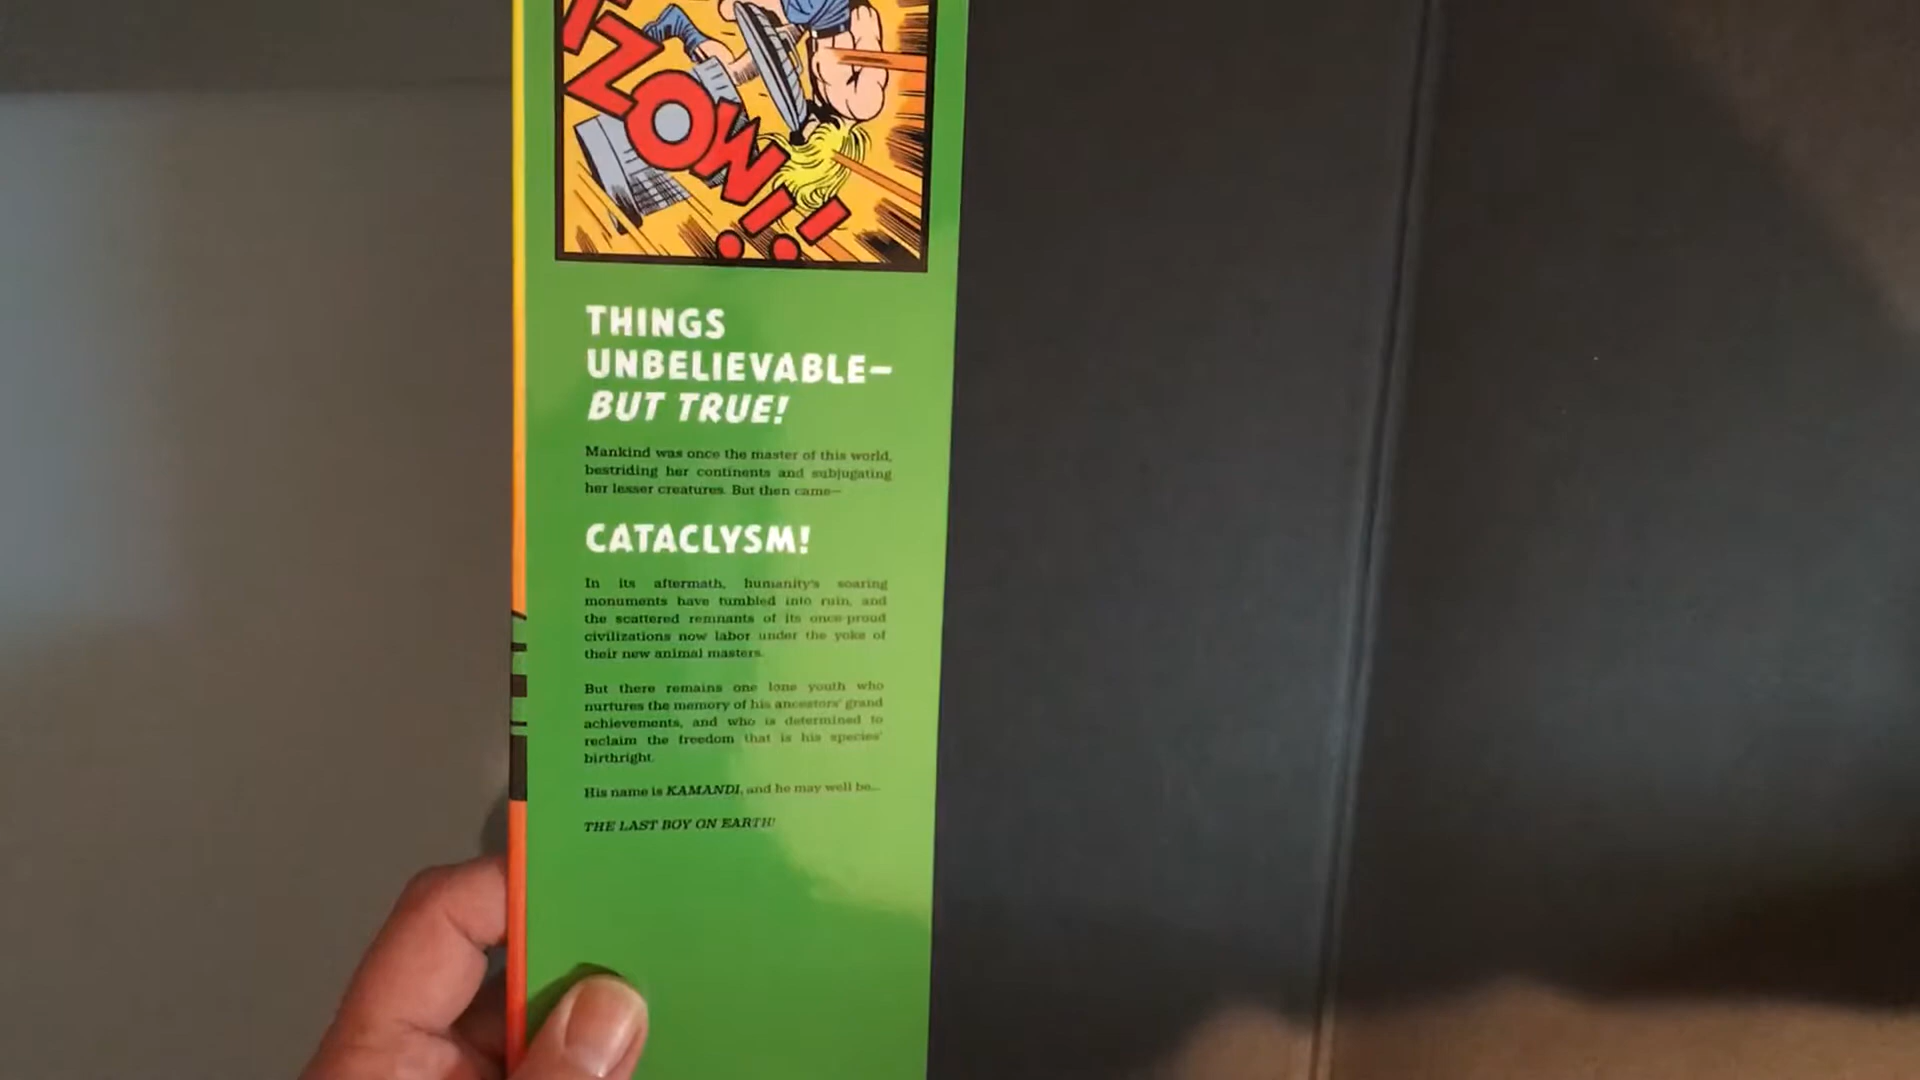 ZOW!!
THINGS
UNBELIEVABLE—
BUT TRUE!
Mankind was once the master of this world,
bestriding her continents and subjugating
her lesser creatures. But then came—
CATACLYSM!
In its aftermath, humanity's soaring
monuments have tumbled into ruin, and
the scattered remnants of its once-proud
civilizations now labor under the yoke of
their new animal masters.
But there remains one lone youth who
nurtures the memory of his ancestors' grand
achievements, and who is determined to
reclaim the freedom that is his species'
birthright.
His name is KAMANDI, and he may well be...
THE LAST BOY ON EARTH!